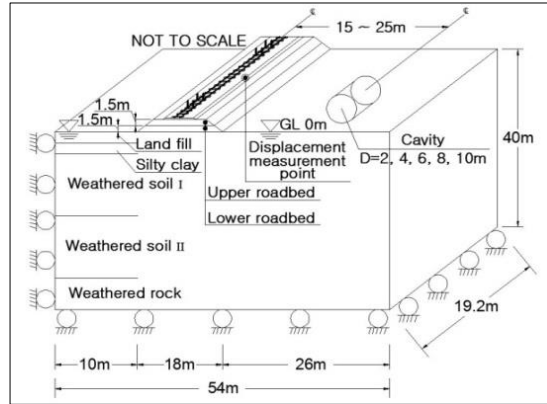 ℄
℄
15 ~ 25m
NOT TO SCALE
1.5m
1.5m
GL 0m
Land fill
Silty clay
Displacement
measurement
point
Cavity
D=2, 4, 6, 8, 10m
40m
Weathered soil I
Upper roadbed
Lower roadbed
Weathered soil II
Weathered rock
19.2m
10m
18m
26m
54m